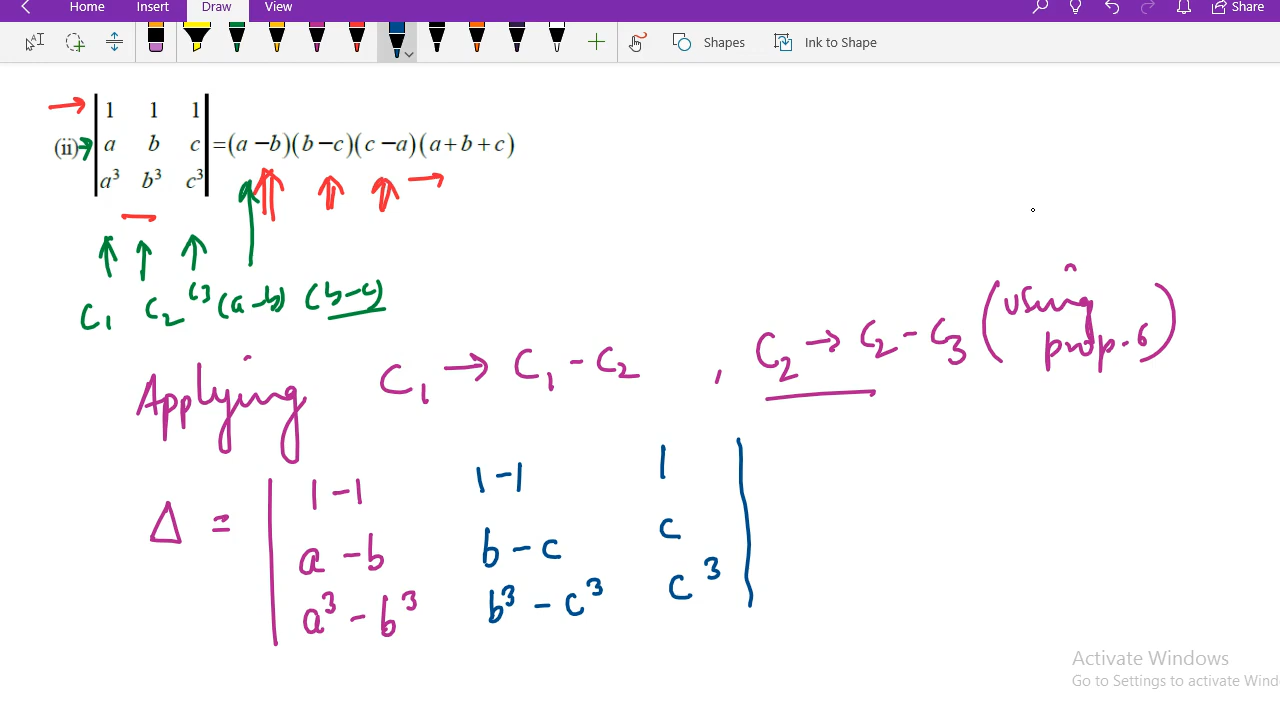 Home Insert Draw View Share
Shapes Ink to Shape
1 1 1
(ii) a b c =(a−b)(b−c)(c−a)(a+b+c)
a³ b³ c³
C₁ C₂ C3 (a−b) (b−c)
Applying C₁ → C₁ − C₂ , C₂ → C₂ − C₃ (using prop. 6)
1−1 1−1 1
Δ = a−b b−c c
a³−b³ b³−c³ c³
Activate Windows
Go to Settings to activate Wind